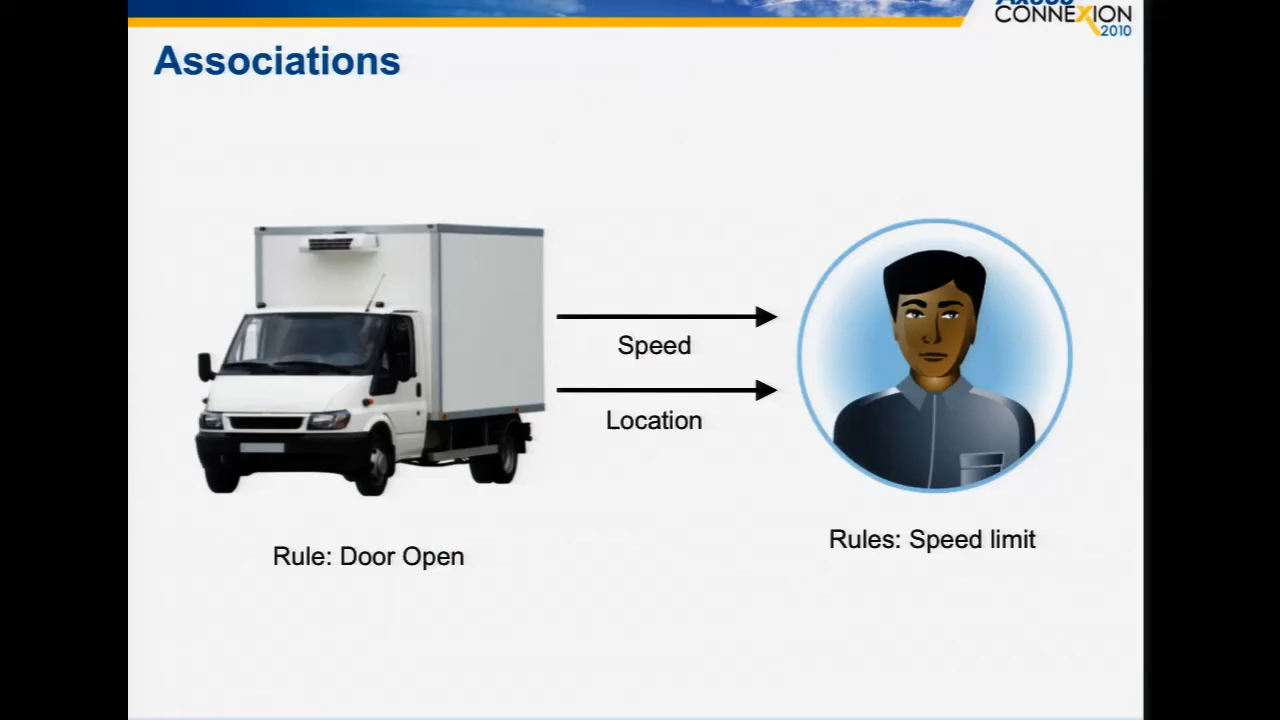 CONNEXION
2010
Associations
Speed
Location
Rule: Door Open
Rules: Speed limit